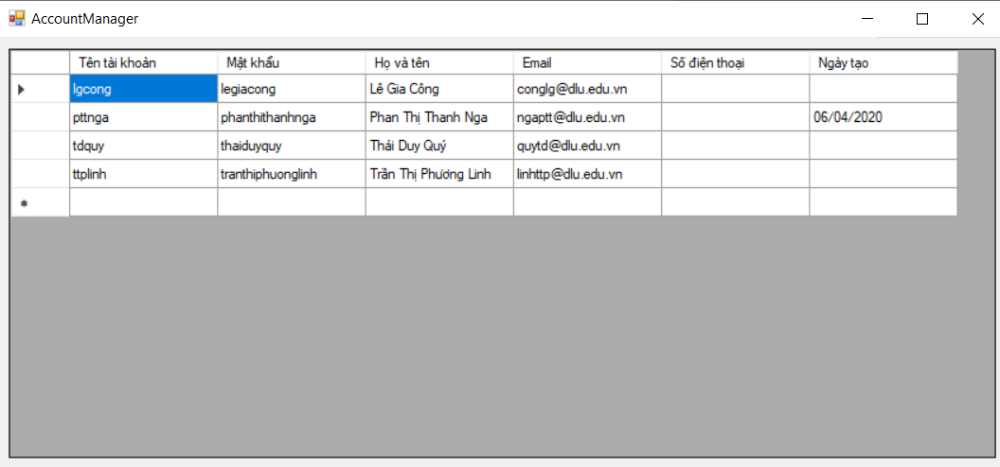 AccountManager
Tên tài khoản Mật khẩu Họ và tên Email Số điện thoại Ngày tạo
lgcong legiacong Lê Gia Công conglg@dlu.edu.vn
pttnga phanthithanhnga Phan Thị Thanh Nga ngaptt@dlu.edu.vn 06/04/2020
tdquy thaiduyquy Thái Duy Quý quytd@dlu.edu.vn
ttplinh tranthiphuonglinh Trần Thị Phương Linh linhttp@dlu.edu.vn